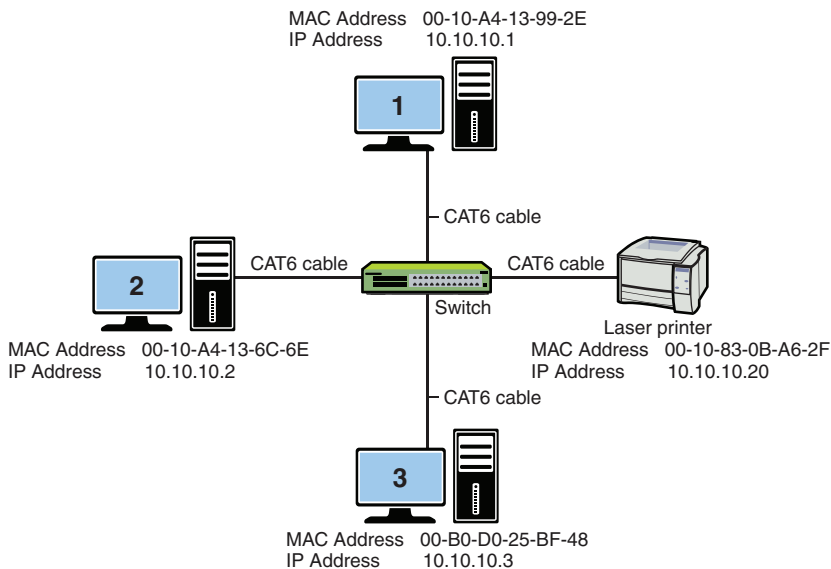 MAC Address 00-10-A4-13-99-2E
IP Address 10.10.10.1
1
CAT6 cable
2
CAT6 cable
CAT6 cable
Switch
Laser printer
MAC Address 00-10-A4-13-6C-6E
IP Address 10.10.10.2
MAC Address 00-10-83-0B-A6-2F
IP Address 10.10.10.20
CAT6 cable
3
MAC Address 00-B0-D0-25-BF-48
IP Address 10.10.10.3